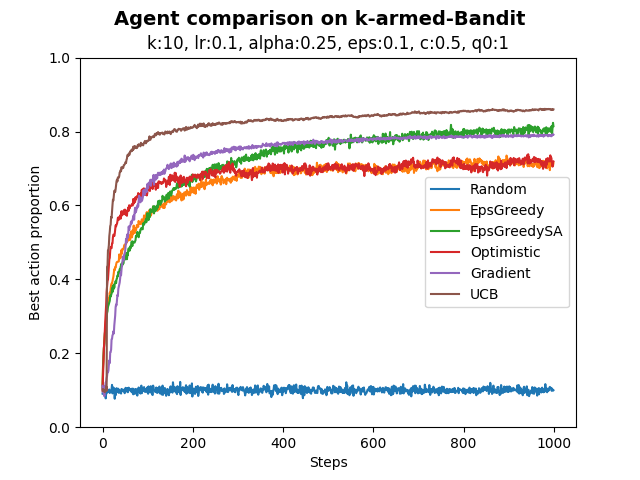 Agent comparison on k-armed-Bandit
k:10, lr:0.1, alpha:0.25, eps:0.1, c:0.5, q0:1
1.0
0.8
0.6
0.4
0.2
0.0
Best action proportion
Random
EpsGreedy
EpsGreedySA
Optimistic
Gradient
UCB
0 200 400 600 800 1000
Steps